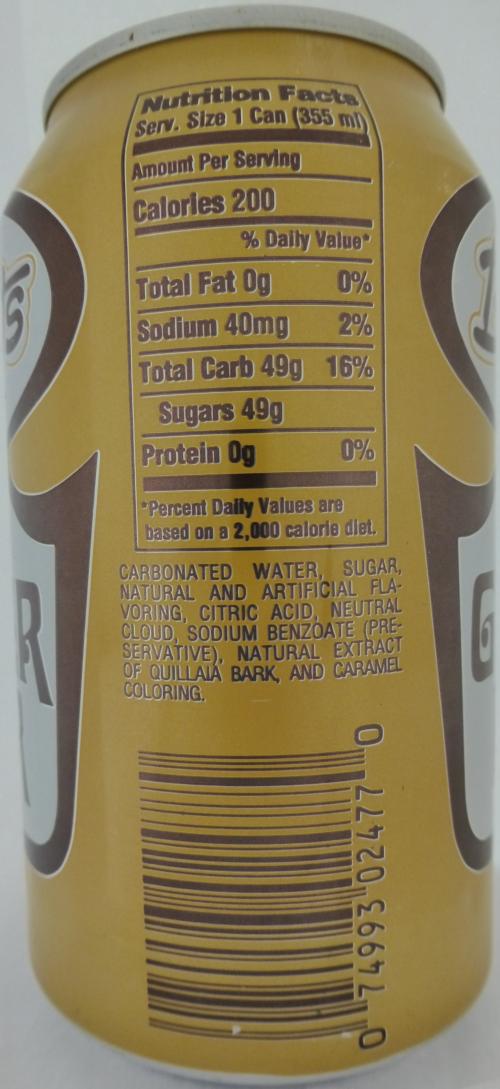 Nutrition Facts
Serv. Size 1 Can (355 ml)
Amount Per Serving
Calories 200
% Daily Value*
Total Fat 0g 0%
Sodium 40mg 2%
Total Carb 49g 16%
Sugars 49g
Protein 0g 0%
*Percent Daily Values are
based on a 2,000 calorie diet.
CARBONATED WATER, SUGAR,
NATURAL AND ARTIFICIAL FLA-
VORING, CITRIC ACID, NEUTRAL
CLOUD, SODIUM BENZOATE (PRE-
SERVATIVE), NATURAL EXTRACT
OF QUILLAIA BARK, AND CARAMEL
COLORING.
0 74993 02477 0
s
R
R
G